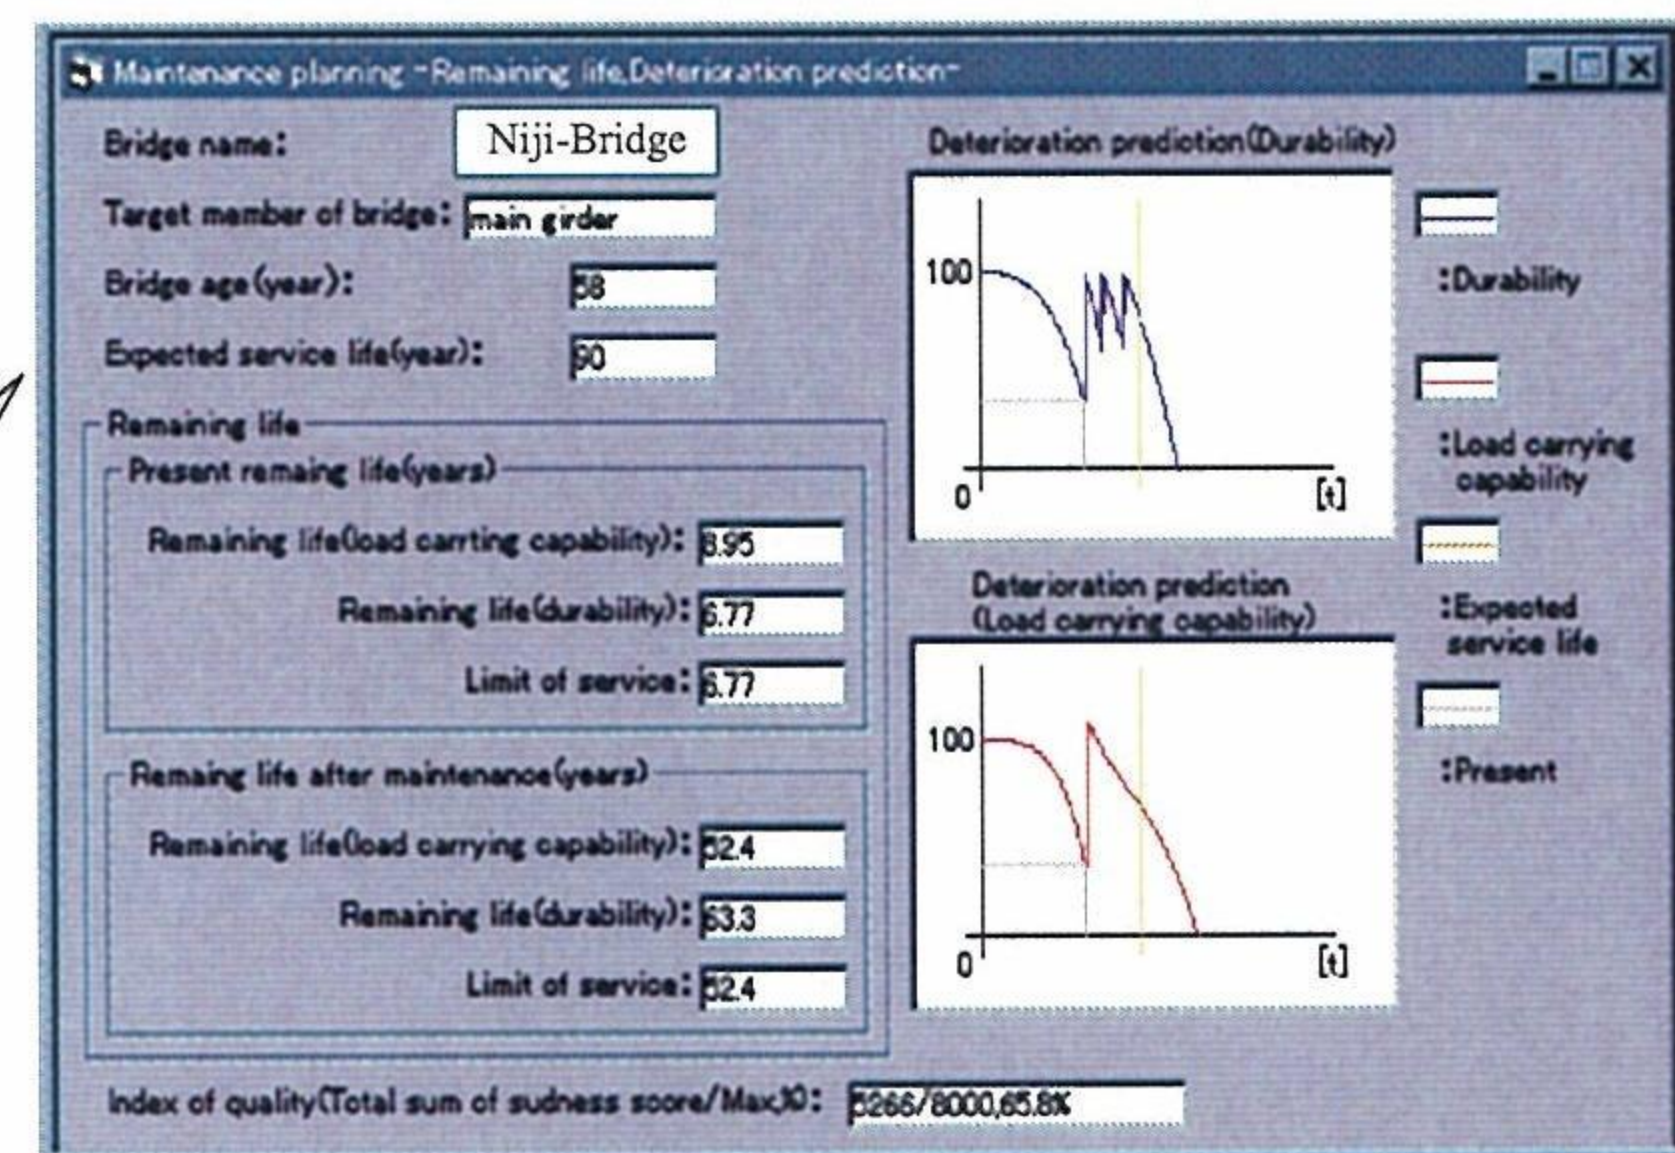 Maintenance planning -Remaining life,Deterioration prediction-
Bridge name:
Niji-Bridge
Target member of bridge:
main girder
Bridge age(year):
58
Expected service life(year):
90
Remaining life
Present remaing life(years)
Remaining life(load carrting capability):
8.95
Remaining life(durability):
6.77
Limit of service:
6.77
Remaing life after maintenance(years)
Remaining life(load carrying capability):
52.4
Remaining life(durability):
53.3
Limit of service:
52.4
Index of quality(Total sum of sudness soore/Max,%):
5266/8000,65.8%
Deterioration prediction(Durability)
100
0
[t]
Deterioration prediction
(Load carrying capability)
100
0
[t]
:Durability
:Load carrying
capability
:Expected
service life
:Present